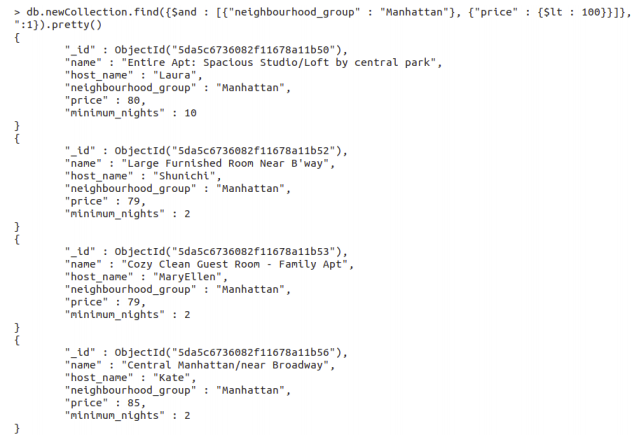 > db.newCollection.find({$and : [{"neighbourhood_group" : "Manhattan"}, {"price" : {$lt : 100}}]},
":1}).pretty()
{
        "_id" : ObjectId("5da5c6736082f11678a11b50"),
        "name" : "Entire Apt: Spacious Studio/Loft by central park",
        "host_name" : "Laura",
        "neighbourhood_group" : "Manhattan",
        "price" : 80,
        "minimum_nights" : 10
}
{
        "_id" : ObjectId("5da5c6736082f11678a11b52"),
        "name" : "Large Furnished Room Near B'way",
        "host_name" : "Shunichi",
        "neighbourhood_group" : "Manhattan",
        "price" : 79,
        "minimum_nights" : 2
}
{
        "_id" : ObjectId("5da5c6736082f11678a11b53"),
        "name" : "Cozy Clean Guest Room - Family Apt",
        "host_name" : "MaryEllen",
        "neighbourhood_group" : "Manhattan",
        "price" : 79,
        "minimum_nights" : 2
}
{
        "_id" : ObjectId("5da5c6736082f11678a11b56"),
        "name" : "Central Manhattan/near Broadway",
        "host_name" : "Kate",
        "neighbourhood_group" : "Manhattan",
        "price" : 85,
        "minimum_nights" : 2
}